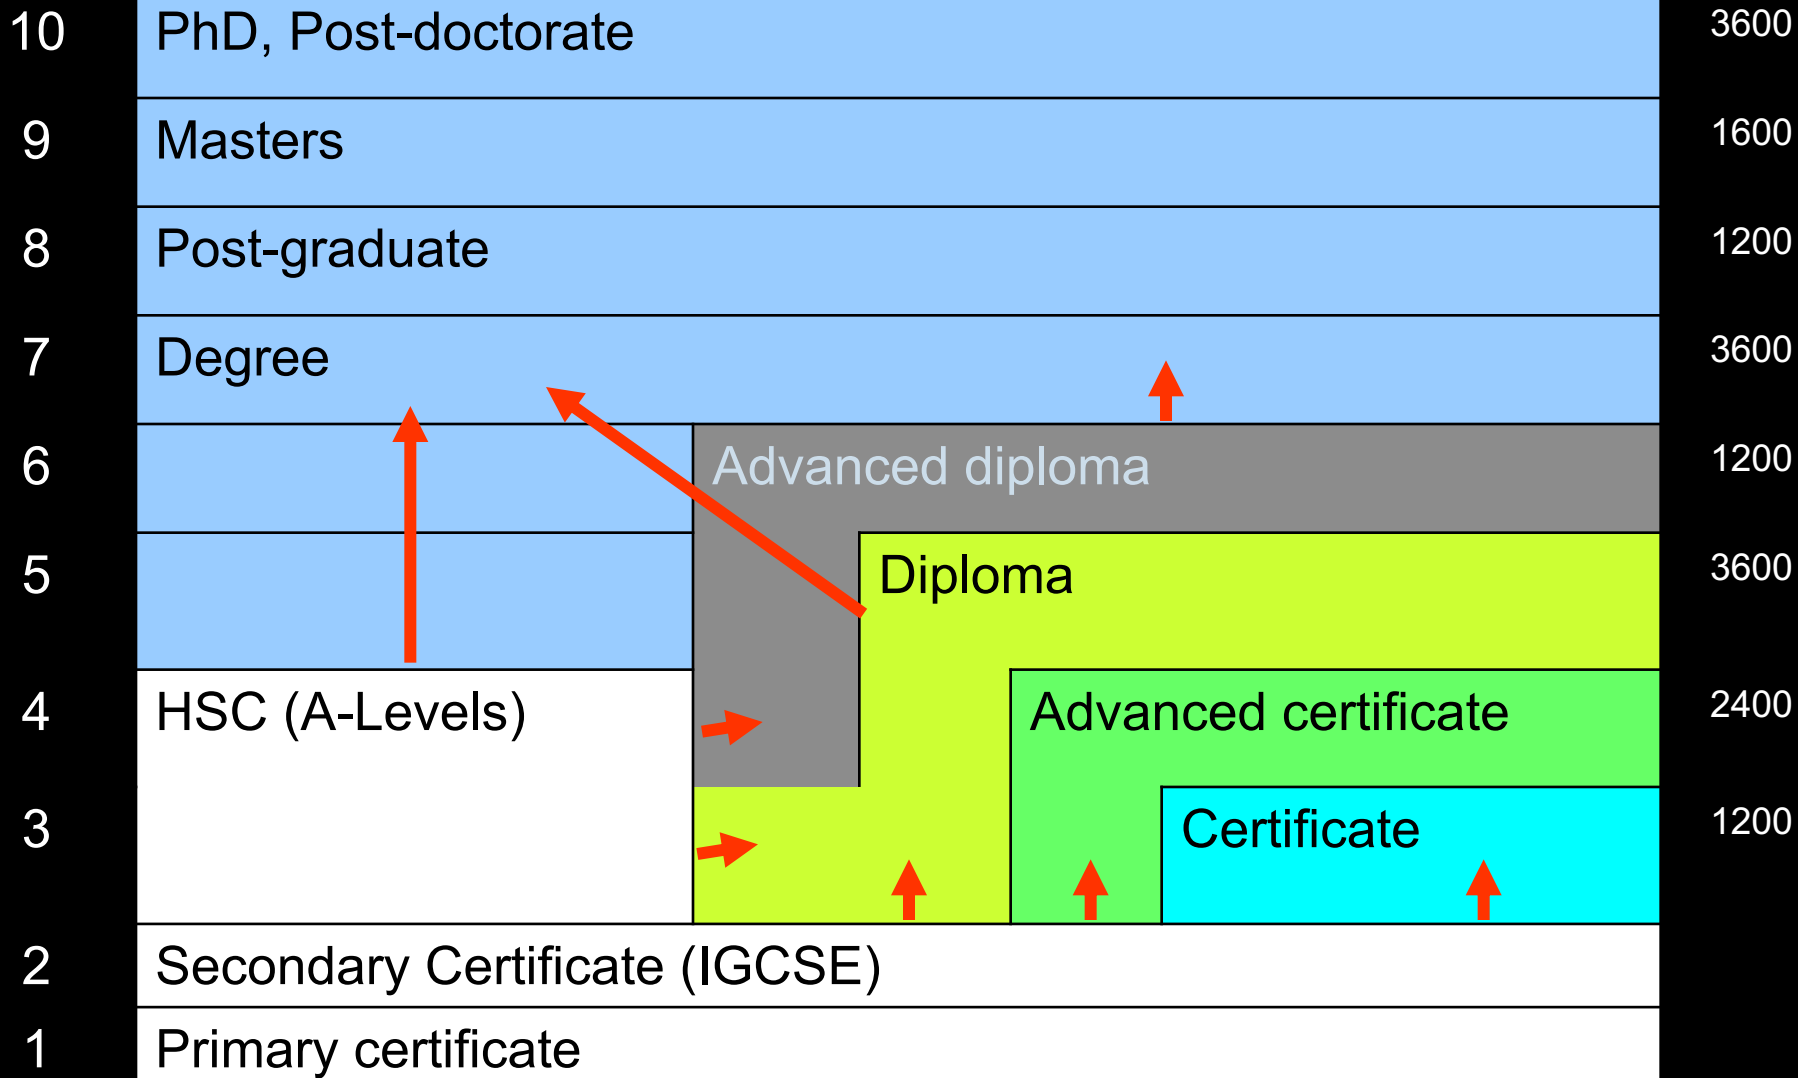 10 PhD, Post-doctorate 3600
9 Masters 1600
8 Post-graduate 1200
7 Degree 3600
6 Advanced diploma 1200
5 Diploma 3600
4 HSC (A-Levels) Advanced certificate 2400
3 Certificate 1200
2 Secondary Certificate (IGCSE)
1 Primary certificate